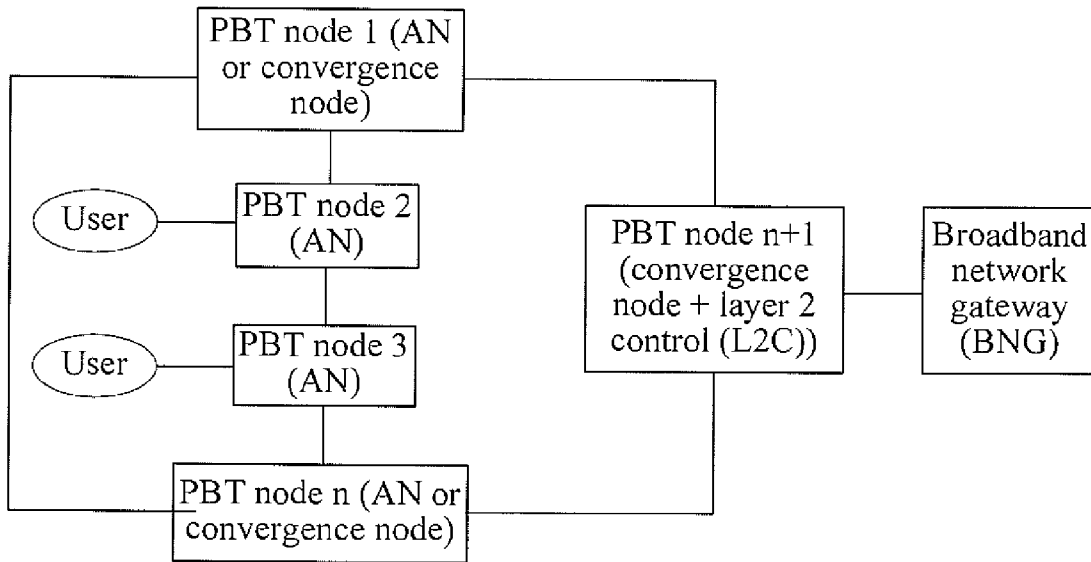 PBT node 1 (AN
or convergence
node)
User
PBT node 2
(AN)
User
PBT node 3
(AN)
PBT node n (AN or
convergence node)
PBT node n+1
(convergence
node + layer 2
control (L2C))
Broadband
network
gateway
(BNG)